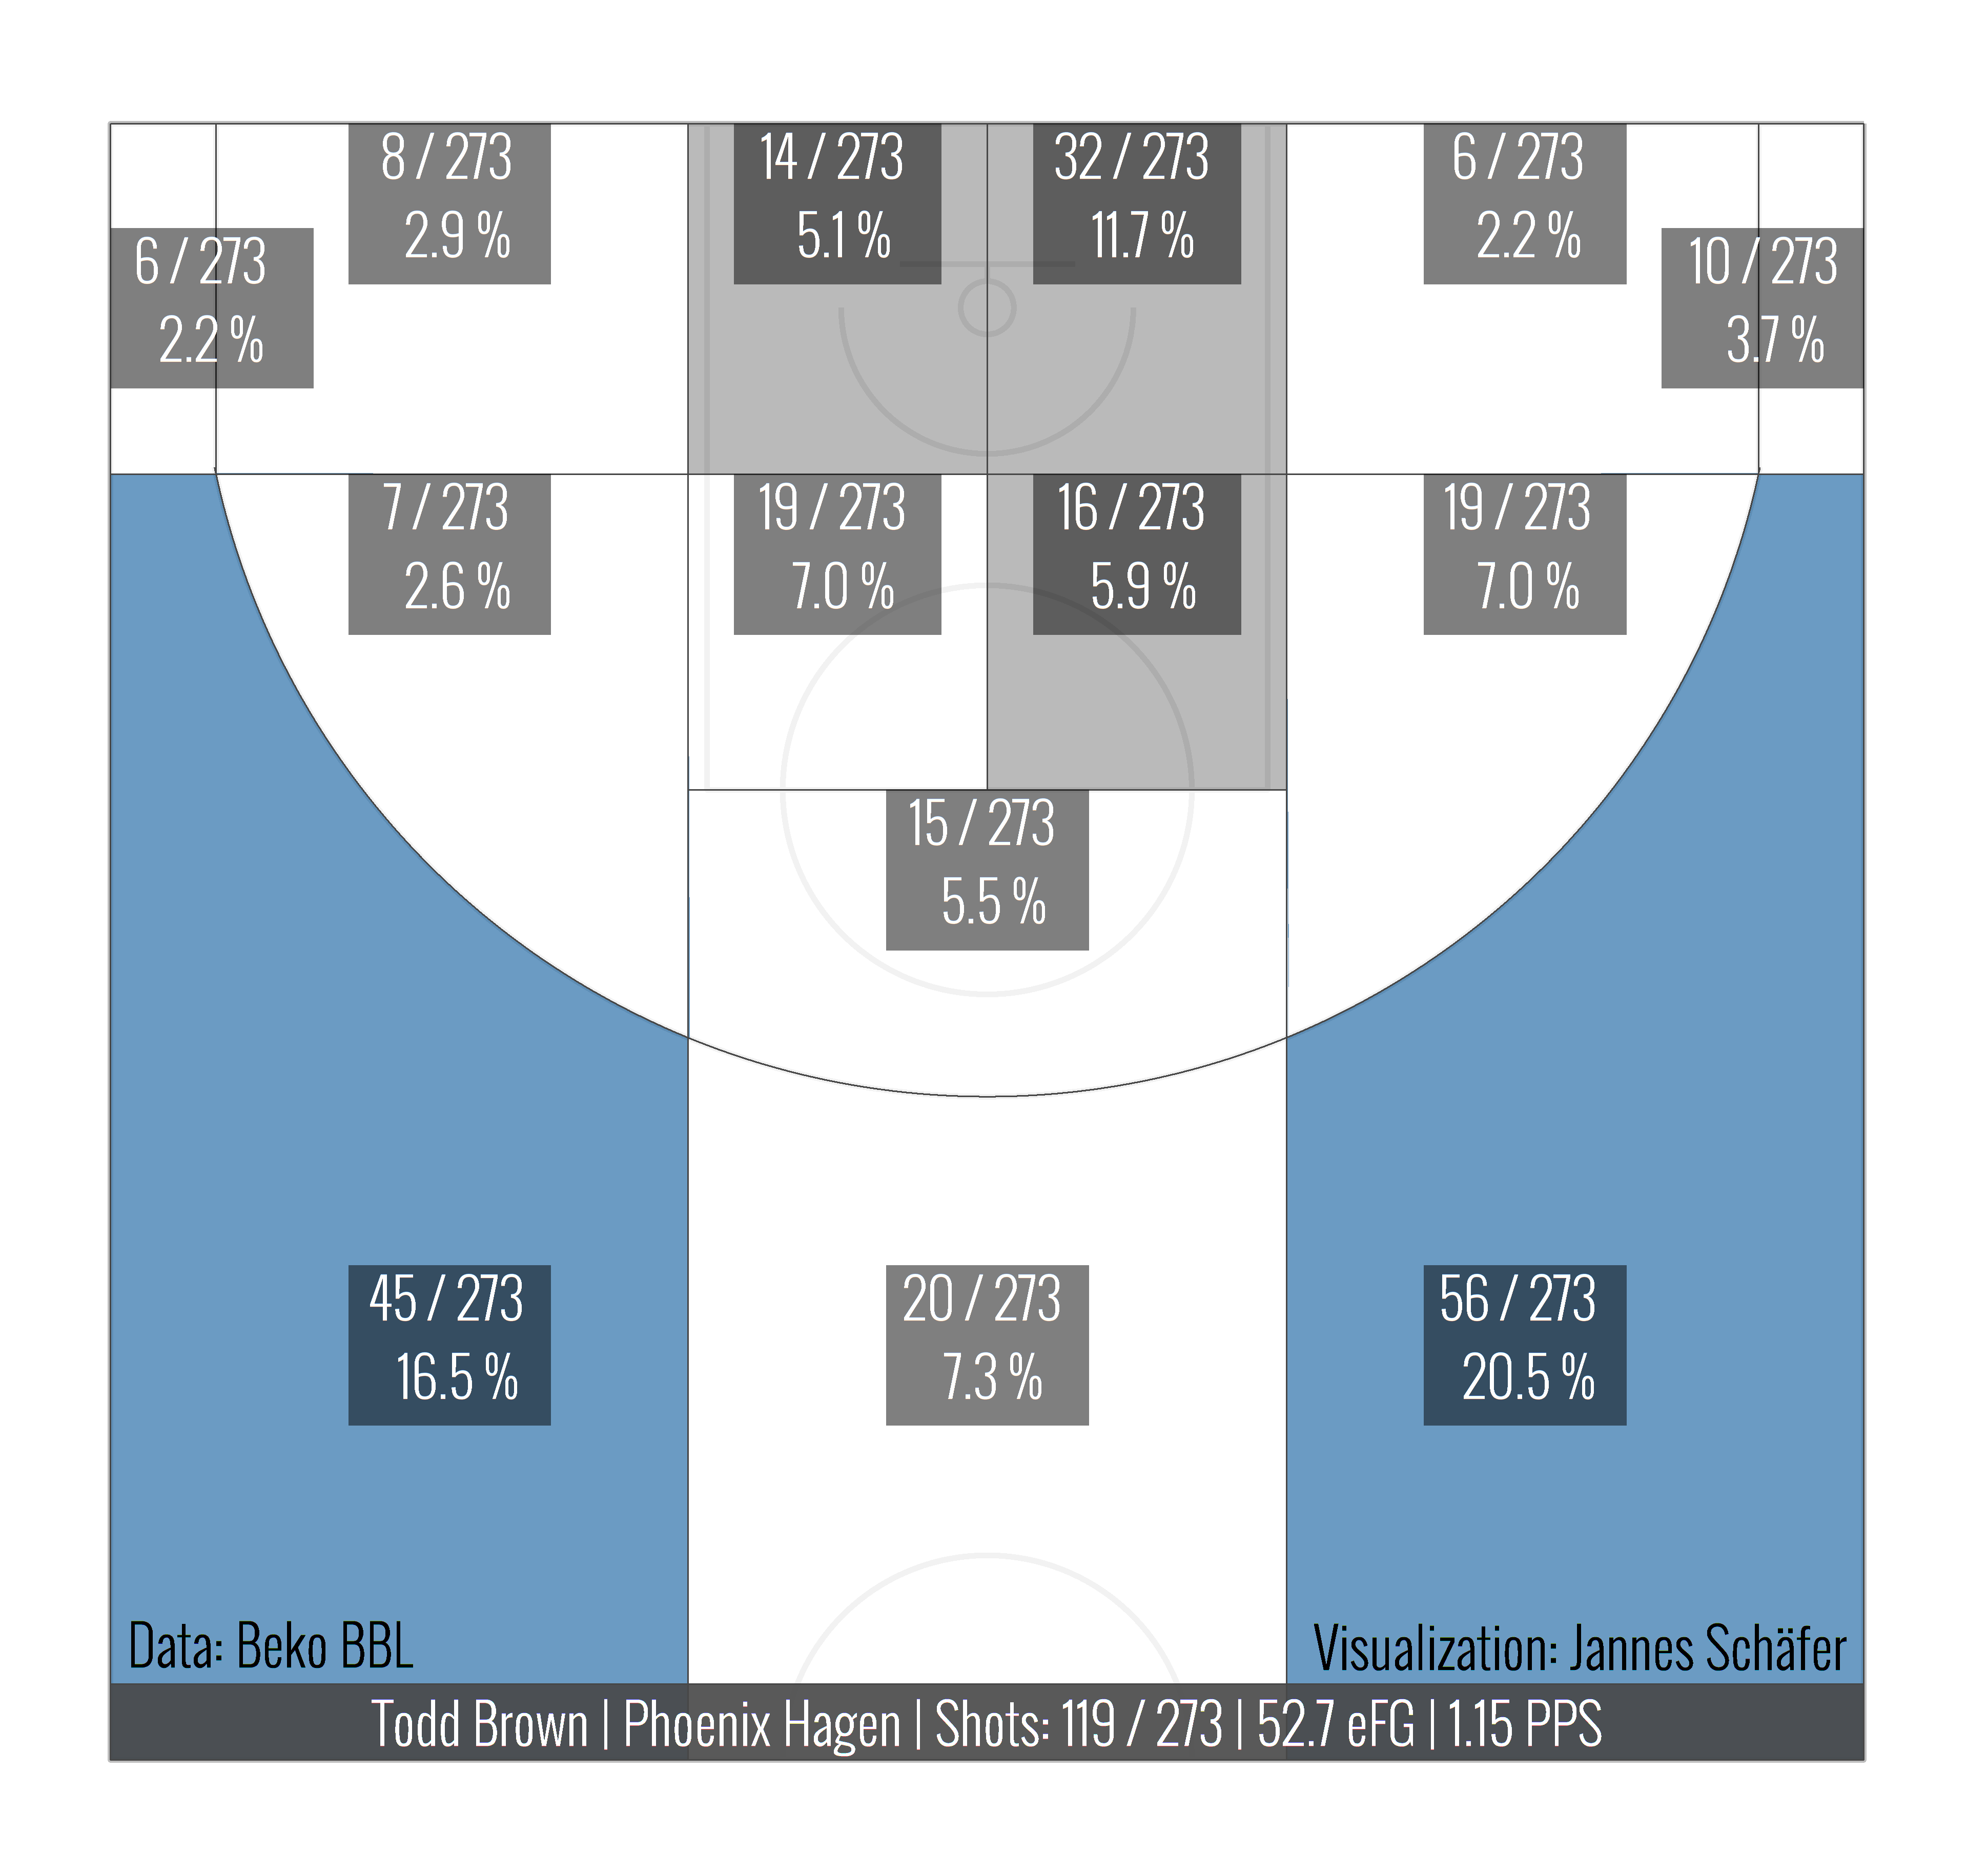 8 / 273
2.9 %
14 / 273
5.1 %
32 / 273
11.7 %
6 / 273
2.2 %
6 / 273
2.2 %
10 / 273
3.7 %
7 / 273
2.6 %
19 / 273
7.0 %
16 / 273
5.9 %
19 / 273
7.0 %
15 / 273
5.5 %
45 / 273
16.5 %
20 / 273
7.3 %
56 / 273
20.5 %
Data: Beko BBL
Visualization: Jannes Schäfer
Todd Brown | Phoenix Hagen | Shots: 119 / 273 | 52.7 eFG | 1.15 PPS